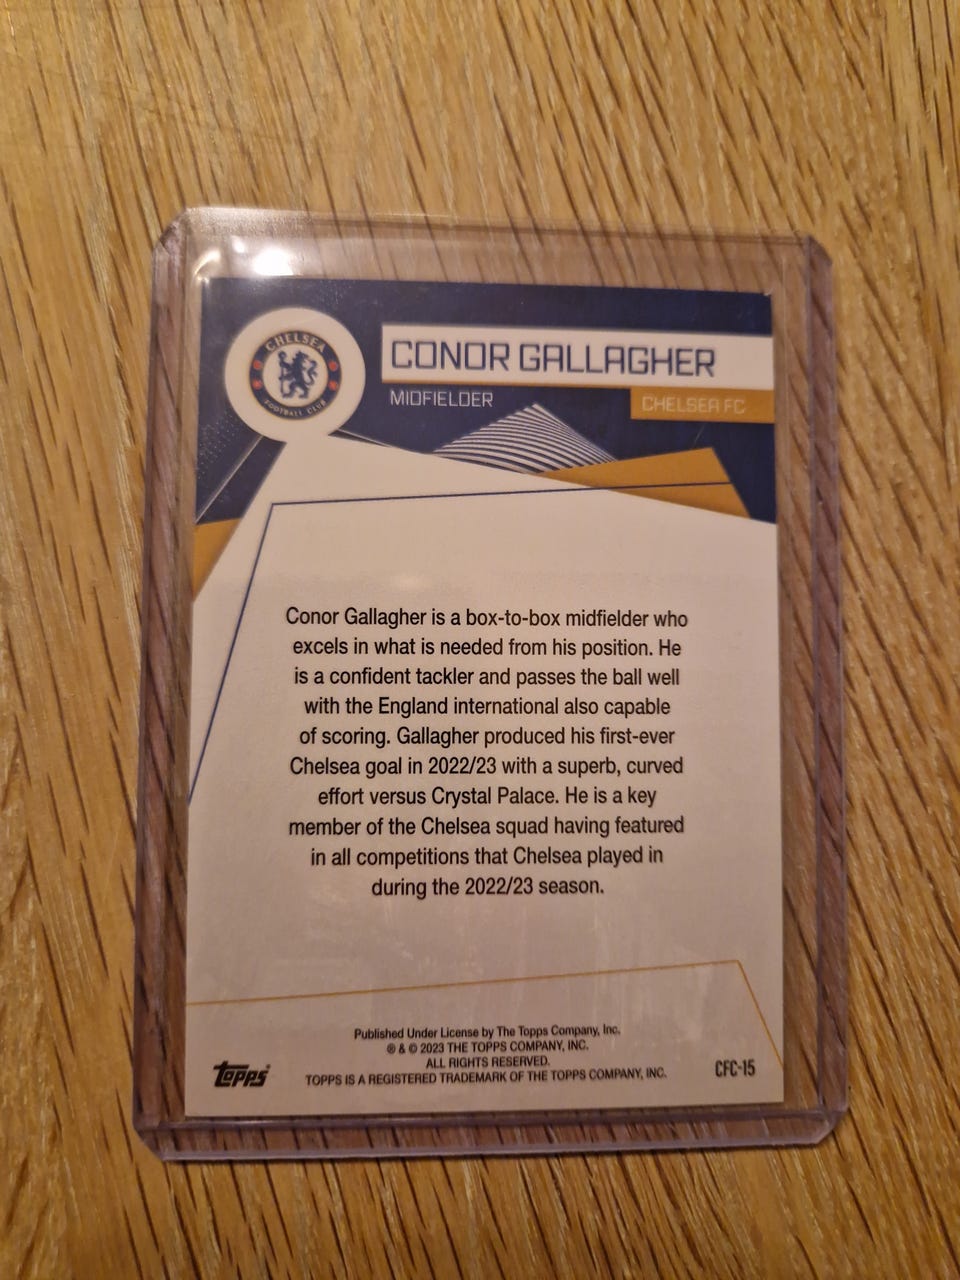 CHELSEA
FOOTBALL CLUB
CONOR GALLAGHER
MIDFIELDER
CHELSEA FC
Conor Gallagher is a box-to-box midfielder who
excels in what is needed from his position. He
is a confident tackler and passes the ball well
with the England international also capable
of scoring. Gallagher produced his first-ever
Chelsea goal in 2022/23 with a superb, curved
effort versus Crystal Palace. He is a key
member of the Chelsea squad having featured
in all competitions that Chelsea played in
during the 2022/23 season.
Published Under License by The Topps Company, Inc.
® & © 2023 THE TOPPS COMPANY, INC.
ALL RIGHTS RESERVED.
TOPPS IS A REGISTERED TRADEMARK OF THE TOPPS COMPANY, INC.
topps®
CFC-15